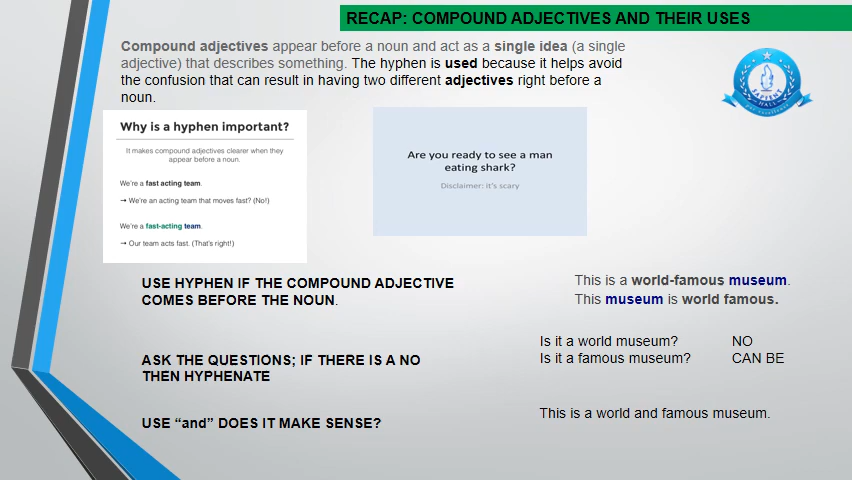 RECAP: COMPOUND ADJECTIVES AND THEIR USES
Compound adjectives appear before a noun and act as a single idea (a single
adjective) that describes something. The hyphen is used because it helps avoid
the confusion that can result in having two different adjectives right before a
noun.
SAPIENT
HALL
Why is a hyphen important?
It makes compound adjectives clearer when they
appear before a noun.
We're a fast acting team.
→ We're an acting team that moves fast? (No!)
We're a fast-acting team.
→ Our team acts fast. (That's right!)
Are you ready to see a man
eating shark?
Disclaimer: it's scary
USE HYPHEN IF THE COMPOUND ADJECTIVE
COMES BEFORE THE NOUN.
This is a world-famous museum.
This museum is world famous.
ASK THE QUESTIONS; IF THERE IS A NO
THEN HYPHENATE
Is it a world museum? NO
Is it a famous museum? CAN BE
USE “and” DOES IT MAKE SENSE?
This is a world and famous museum.